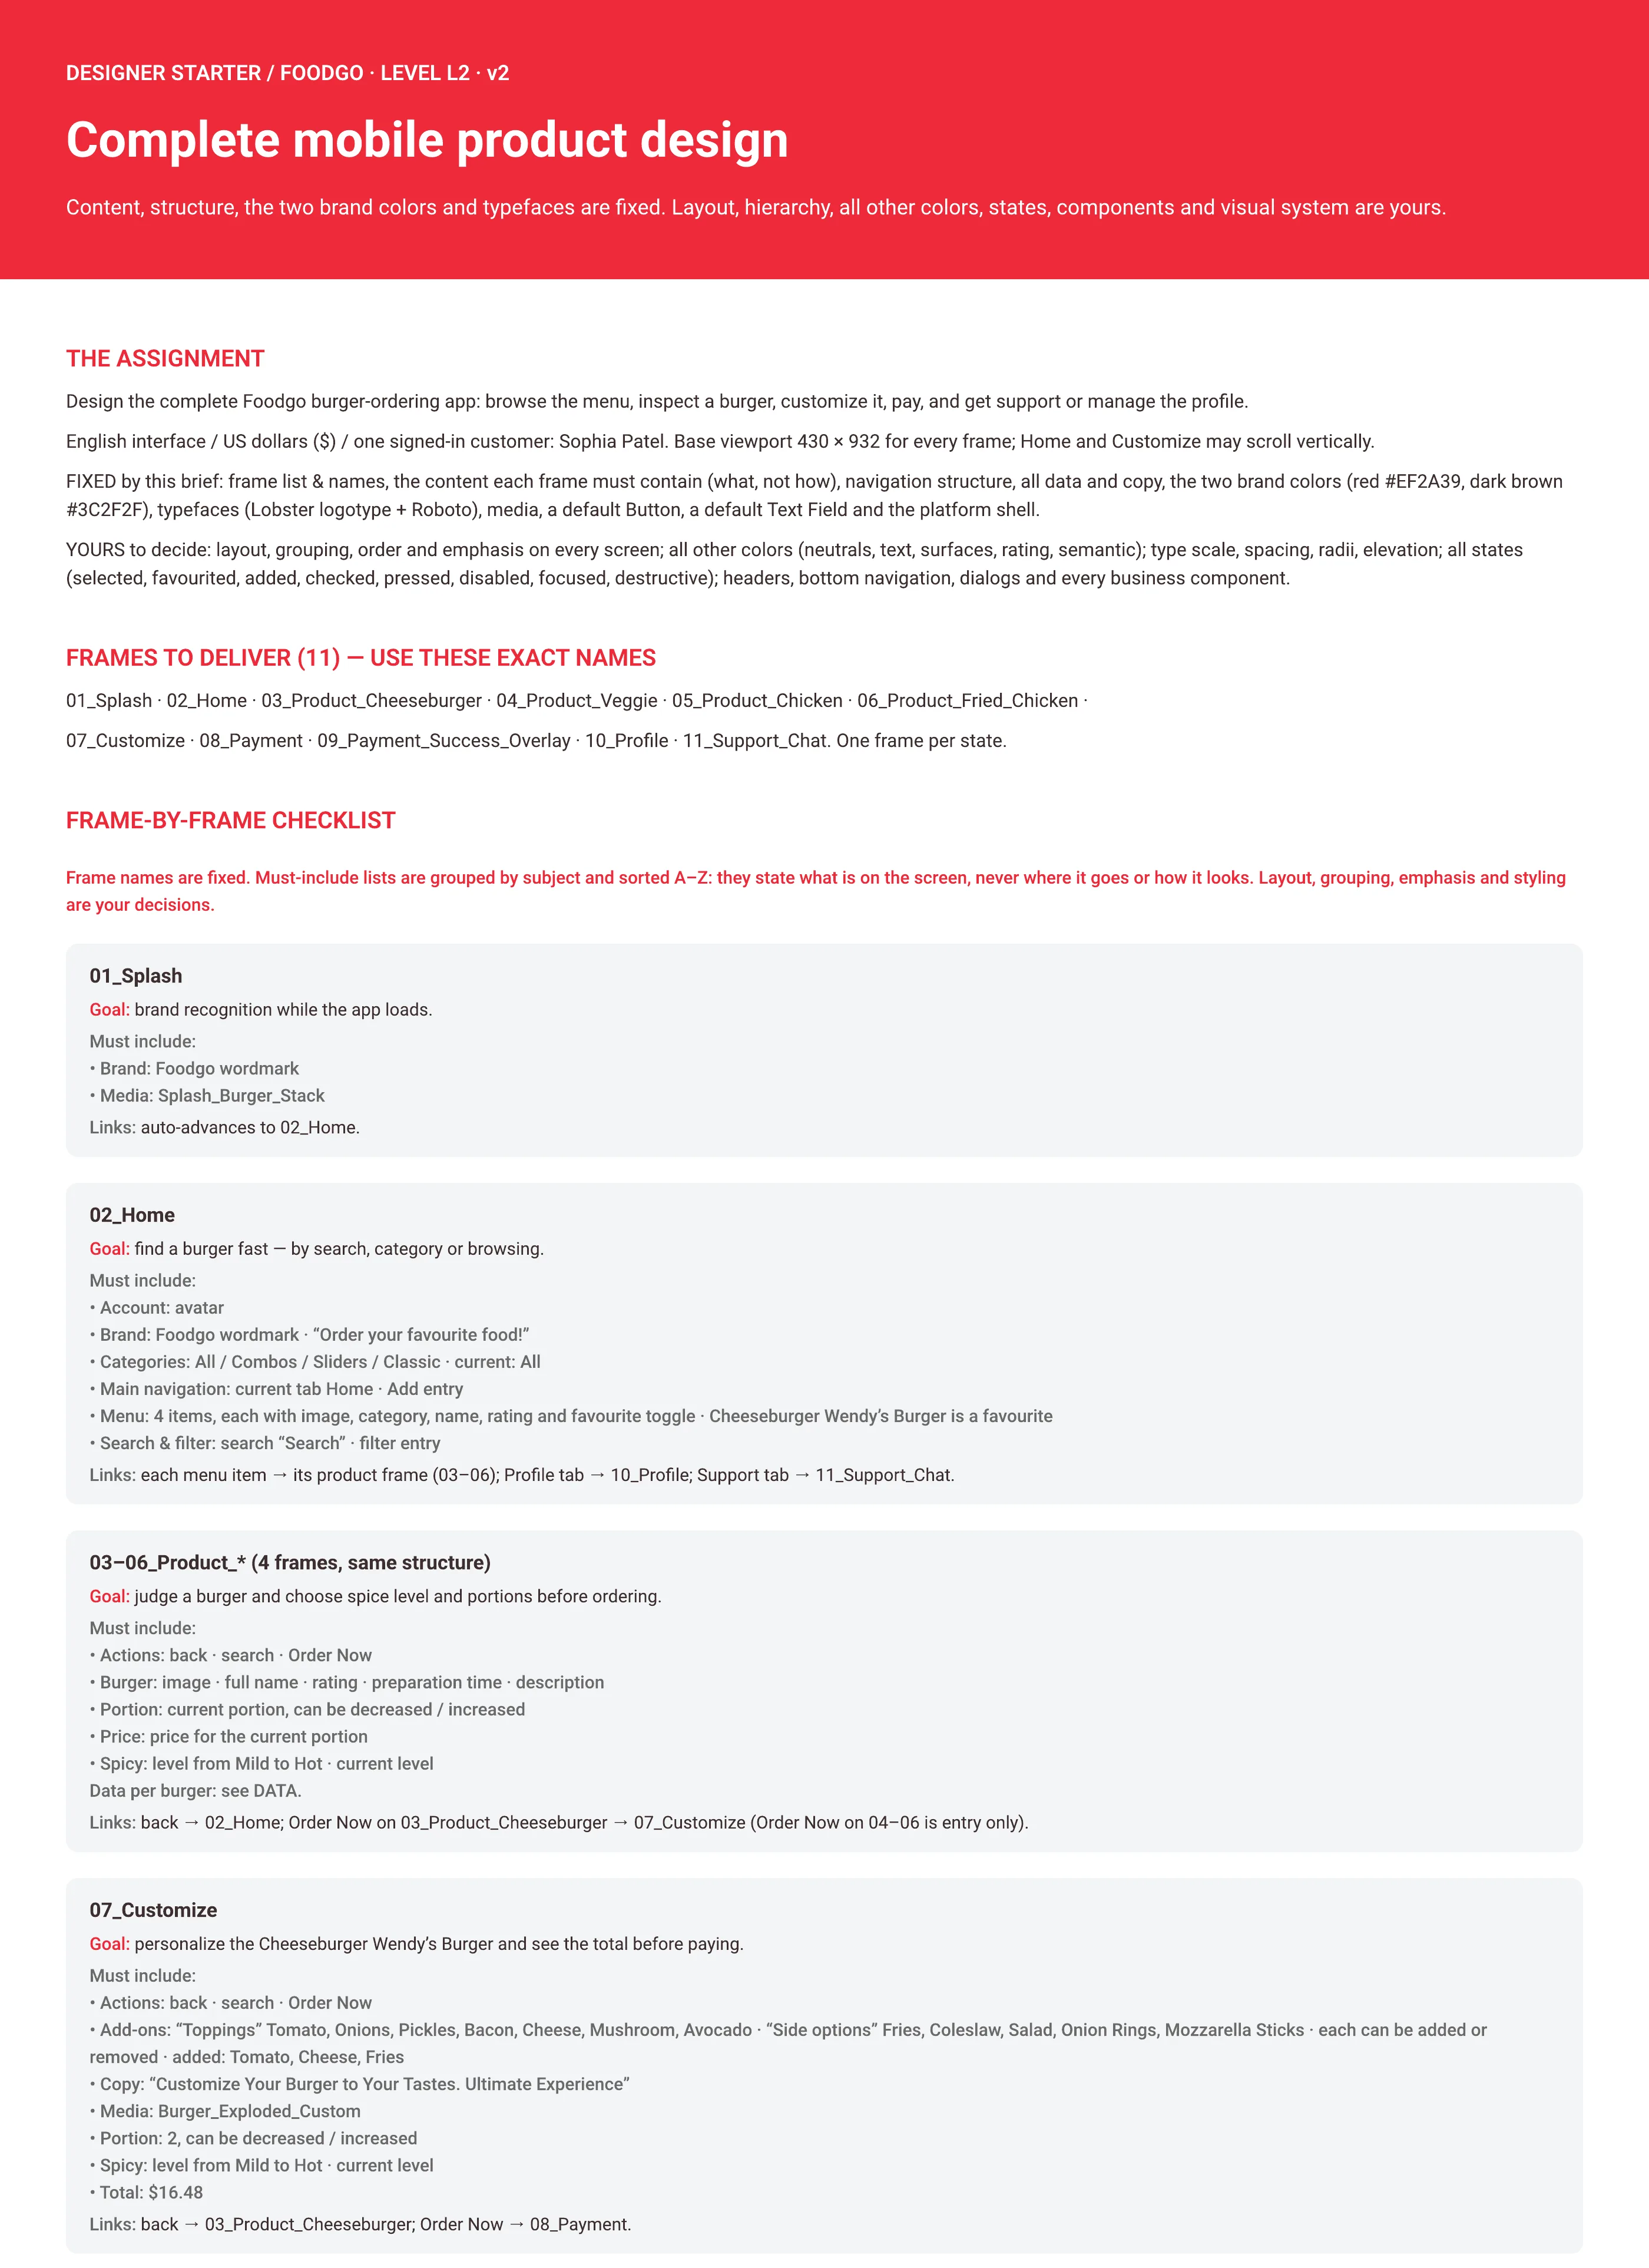 DESIGNER STARTER / FOODGO · LEVEL L2 · v2
Complete mobile product design
Content, structure, the two brand colors and typefaces are fixed. Layout, hierarchy, all other colors, states, components and visual system are yours.
THE ASSIGNMENT
Design the complete Foodgo burger-ordering app: browse the menu, inspect a burger, customize it, pay, and get support or manage the profile.
English interface / US dollars ($) / one signed-in customer: Sophia Patel. Base viewport 430 × 932 for every frame; Home and Customize may scroll vertically.
FIXED by this brief: frame list & names, the content each frame must contain (what, not how), navigation structure, all data and copy, the two brand colors (red #EF2A39, dark brown
#3C2F2F), typefaces (Lobster logotype + Roboto), media, a default Button, a default Text Field and the platform shell.
YOURS to decide: layout, grouping, order and emphasis on every screen; all other colors (neutrals, text, surfaces, rating, semantic); type scale, spacing, radii, elevation; all states
(selected, favourited, added, checked, pressed, disabled, focused, destructive); headers, bottom navigation, dialogs and every business component.
FRAMES TO DELIVER (11) — USE THESE EXACT NAMES
01_Splash · 02_Home · 03_Product_Cheeseburger · 04_Product_Veggie · 05_Product_Chicken · 06_Product_Fried_Chicken ·
07_Customize · 08_Payment · 09_Payment_Success_Overlay · 10_Profile · 11_Support_Chat. One frame per state.
FRAME-BY-FRAME CHECKLIST
Frame names are fixed. Must-include lists are grouped by subject and sorted A–Z: they state what is on the screen, never where it goes or how it looks. Layout, grouping, emphasis and styling
are your decisions.
01_Splash
Goal: brand recognition while the app loads.
Must include:
• Brand: Foodgo wordmark
• Media: Splash_Burger_Stack
Links: auto-advances to 02_Home.
02_Home
Goal: find a burger fast — by search, category or browsing.
Must include:
• Account: avatar
• Brand: Foodgo wordmark · “Order your favourite food!”
• Categories: All / Combos / Sliders / Classic · current: All
• Main navigation: current tab Home · Add entry
• Menu: 4 items, each with image, category, name, rating and favourite toggle · Cheeseburger Wendy’s Burger is a favourite
• Search & filter: search “Search” · filter entry
Links: each menu item → its product frame (03–06); Profile tab → 10_Profile; Support tab → 11_Support_Chat.
03–06_Product_* (4 frames, same structure)
Goal: judge a burger and choose spice level and portions before ordering.
Must include:
• Actions: back · search · Order Now
• Burger: image · full name · rating · preparation time · description
• Portion: current portion, can be decreased / increased
• Price: price for the current portion
• Spicy: level from Mild to Hot · current level
Data per burger: see DATA.
Links: back → 02_Home; Order Now on 03_Product_Cheeseburger → 07_Customize (Order Now on 04–06 is entry only).
07_Customize
Goal: personalize the Cheeseburger Wendy’s Burger and see the total before paying.
Must include:
• Actions: back · search · Order Now
• Add-ons: “Toppings” Tomato, Onions, Pickles, Bacon, Cheese, Mushroom, Avocado · “Side options” Fries, Coleslaw, Salad, Onion Rings, Mozzarella Sticks · each can be added or
removed · added: Tomato, Cheese, Fries
• Copy: “Customize Your Burger to Your Tastes. Ultimate Experience”
• Media: Burger_Exploded_Custom
• Portion: 2, can be decreased / increased
• Spicy: level from Mild to Hot · current level
• Total: $16.48
Links: back → 03_Product_Cheeseburger; Order Now → 08_Payment.